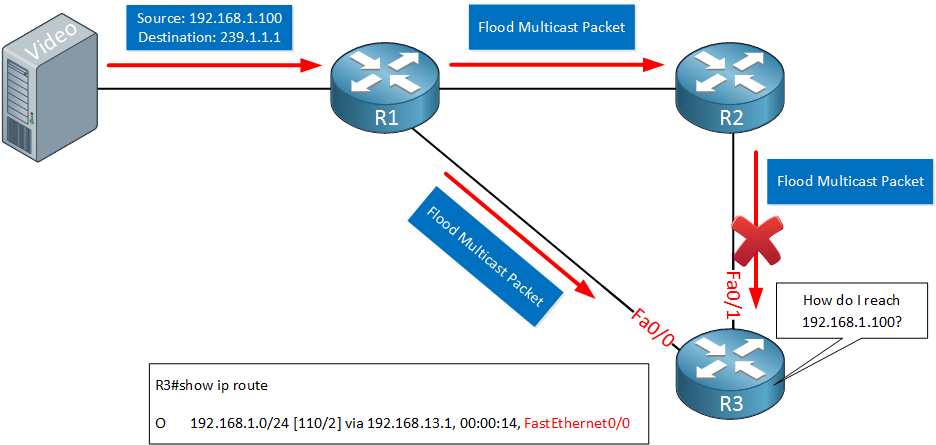 Video
Source: 192.168.1.100
Destination: 239.1.1.1
Flood Multicast Packet
R1
R2
Flood Multicast Packet
Flood Multicast Packet
Fa0/0
Fa0/1
How do I reach
192.168.1.100?
R3
R3#show ip route
O 192.168.1.0/24 [110/2] via 192.168.13.1, 00:00:14, FastEthernet0/0